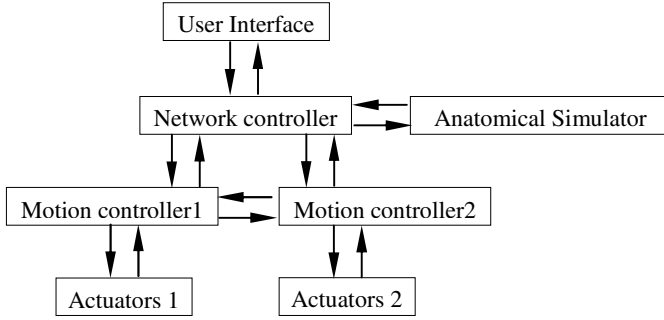 User Interface
Network controller
Anatomical Simulator
Motion controller1
Motion controller2
Actuators 1
Actuators 2